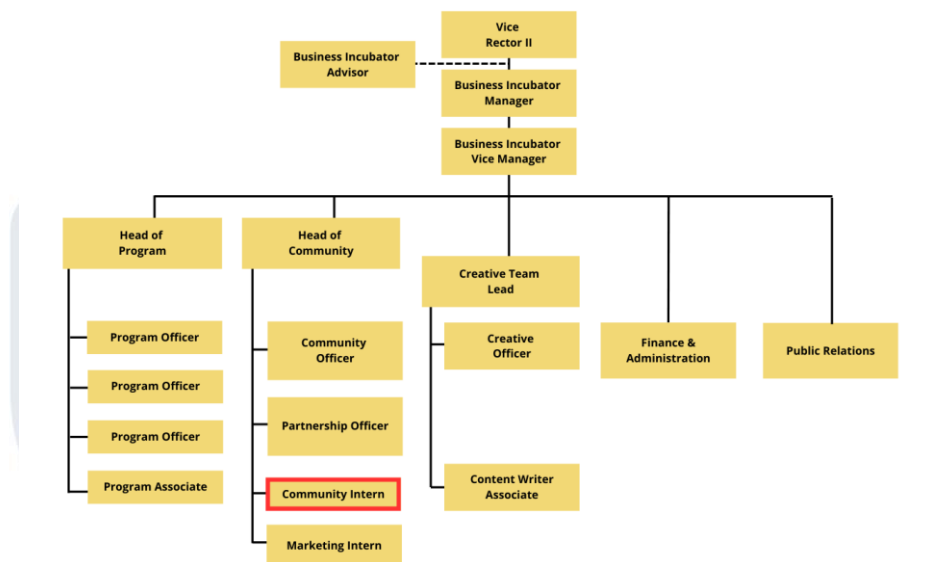 Vice
Rector II
Business Incubator
Advisor
Business Incubator
Manager
Business Incubator
Vice Manager
Head of
Program
Head of
Community
Creative Team
Lead
Program Officer
Program Officer
Program Officer
Program Associate
Community
Officer
Partnership Officer
Community Intern
Marketing Intern
Creative
Officer
Content Writer
Associate
Finance &
Administration
Public Relations